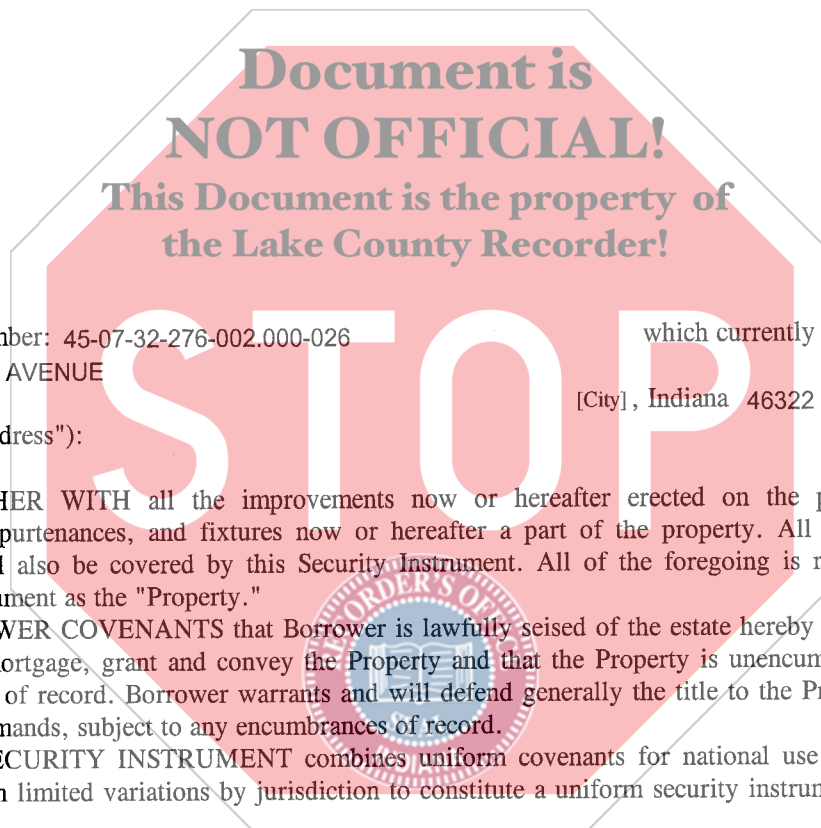 Document is
NOT OFFICIAL!
This Document is the property of
the Lake County Recorder!
STOP
nber: 45-07-32-276-002.000-026 which currently
AVENUE
[City], Indiana 46322
dress"):
HER WITH all the improvements now or hereafter erected on the p
purtenances, and fixtures now or hereafter a part of the property. All
l also be covered by this Security Instrument. All of the foregoing is r
ument as the "Property."
WER COVENANTS that Borrower is lawfully seised of the estate hereby
nortgage, grant and convey the Property and that the Property is unencum
of record. Borrower warrants and will defend generally the title to the Pr
mands, subject to any encumbrances of record.
ECURITY INSTRUMENT combines uniform covenants for national use
n limited variations by jurisdiction to constitute a uniform security instrum
RECORDER'S OFFICE
SEAL